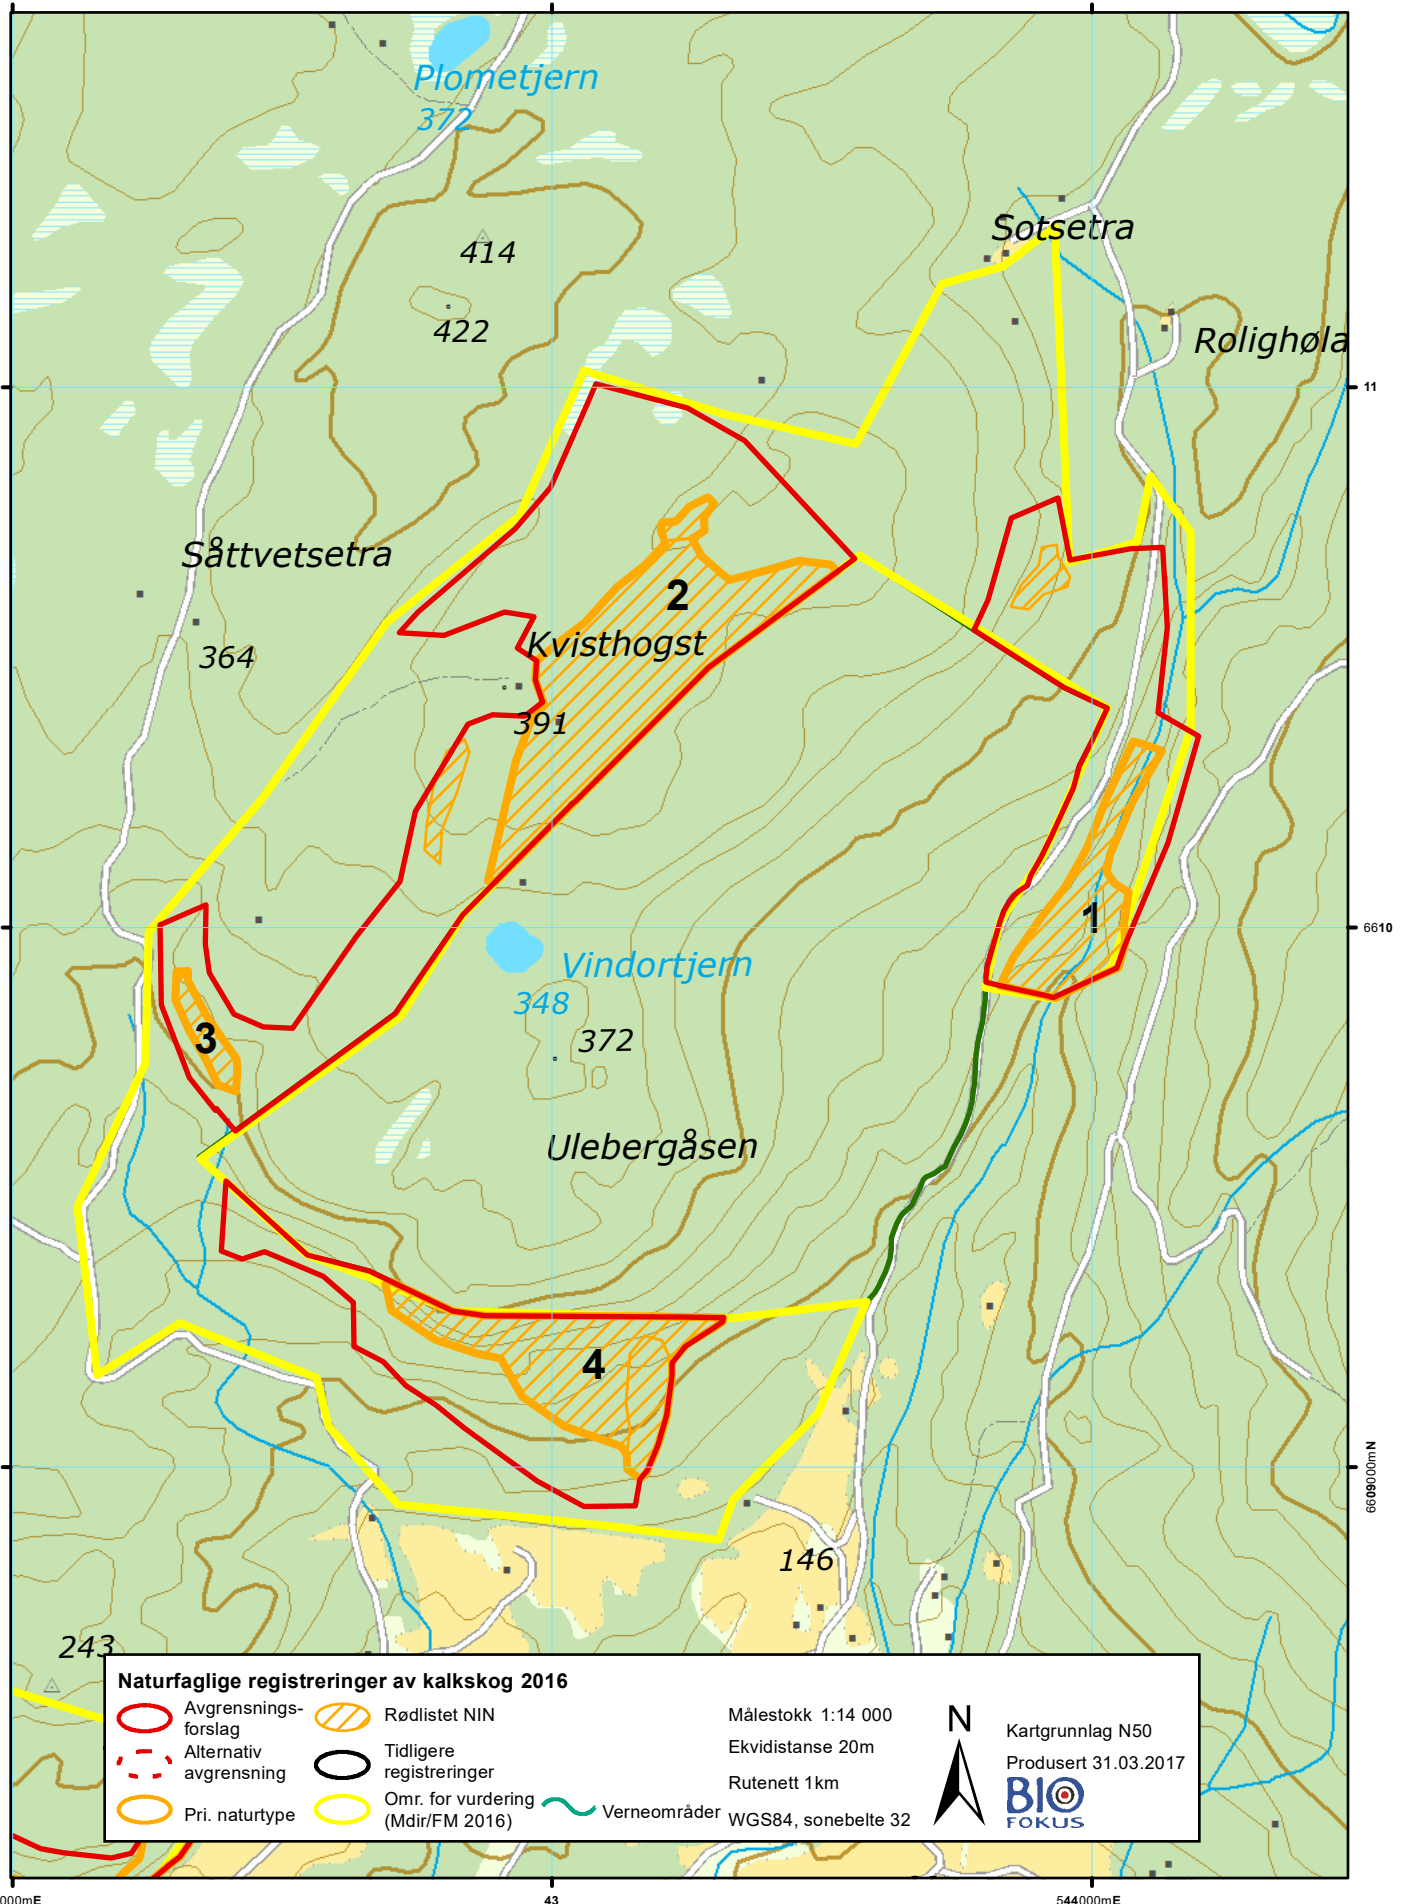 Plometjern
372
Sotsetra
414
422
Rolighøla
11
Såttvetsetra
2
364
Kvisthogst
391
1
6610
Vindortjern
348
3
372
Ulebergåsen
4
6609000mN
146
243
Naturfaglige registreringer av kalkskog 2016
Avgrensnings-
forslag
Alternativ
avgrensning
Pri. naturtype
Rødlistet NIN
Tidligere
registreringer
Omr. for vurdering
(Mdir/FM 2016)
Verneområder
Målestokk 1:14 000
Ekvidistanse 20m
Rutenett 1km
WGS84, sonebelte 32
N
Kartgrunnlag N50
Produsert 31.03.2017
BIO
FOKUS
000mE
43
544000mE